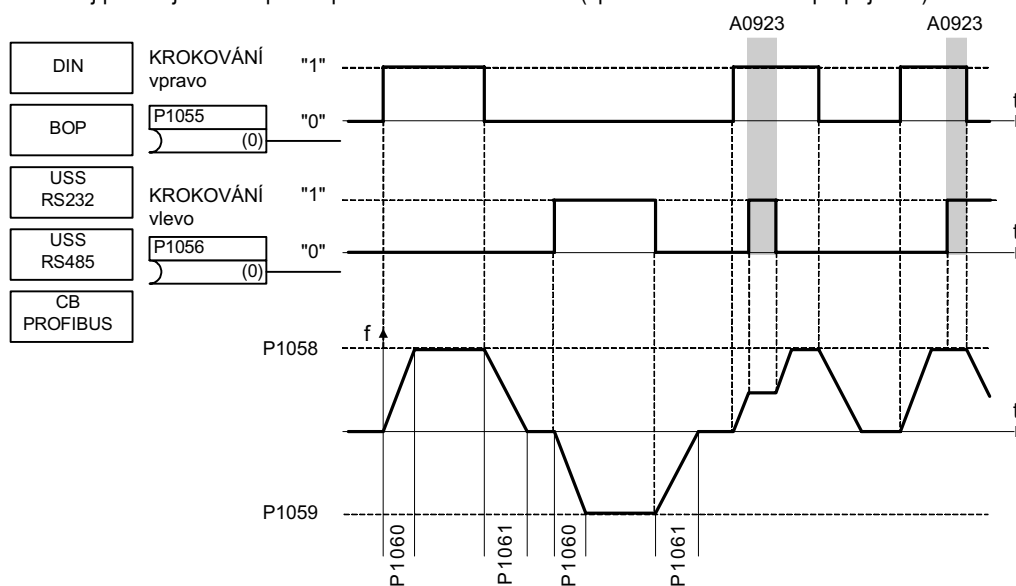 A0923
A0923
DIN
BOP
USS
RS232
USS
RS485
CB
PROFIBUS
KROKOVÁNÍ
vpravo
P1055
(0)
"1"
"0"
t
KROKOVÁNÍ
vlevo
P1056
(0)
"1"
"0"
t
f
P1058
t
P1059
P1060
P1061
P1060
P1061